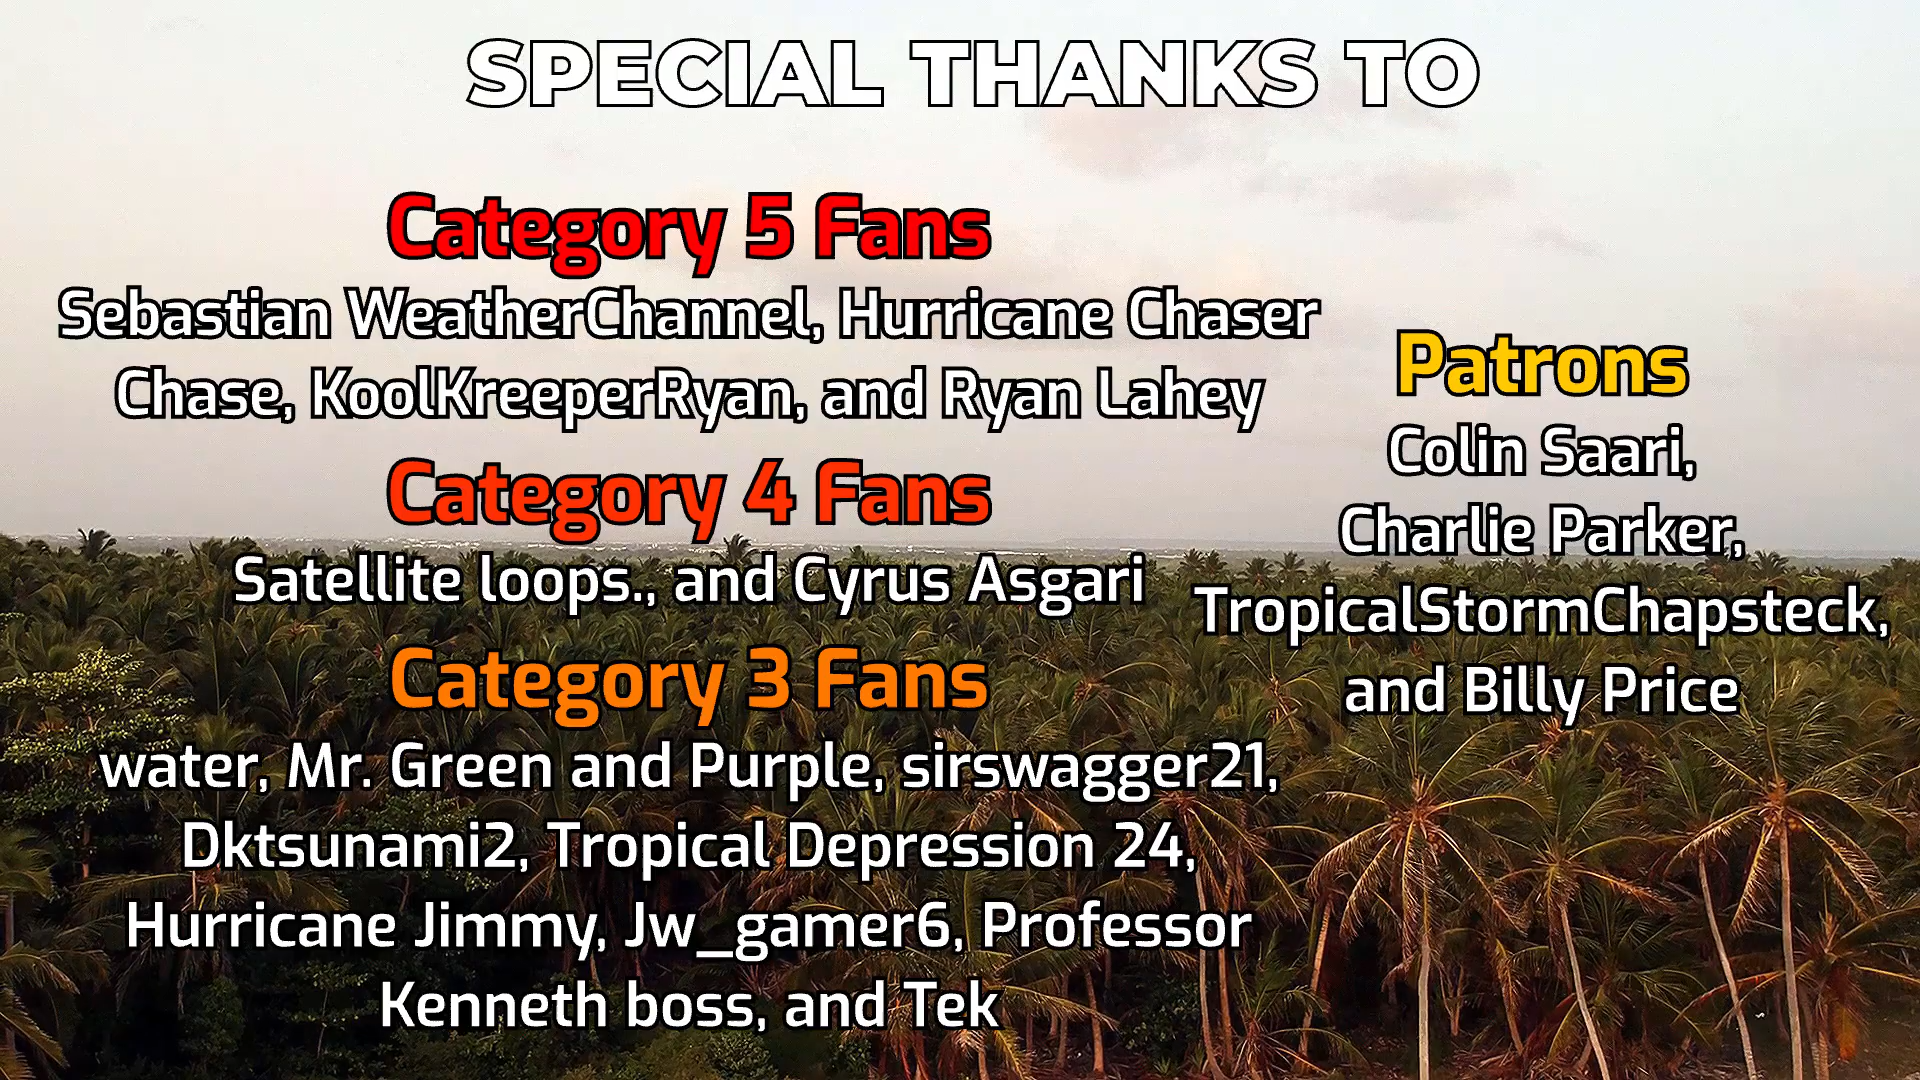 SPECIAL THANKS TO
Category 5 Fans
Sebastian WeatherChannel, Hurricane Chaser
Chase, KoolKreeperRyan, and Ryan Lahey
Category 4 Fans
Satellite loops., and Cyrus Asgari
Category 3 Fans
water, Mr. Green and Purple, sirswagger21,
Dktsunami2, Tropical Depression 24,
Hurricane Jimmy, Jw_gamer6, Professor
Kenneth boss, and Tek
Patrons
Colin Saari,
Charlie Parker,
TropicalStormChapsteck,
and Billy Price